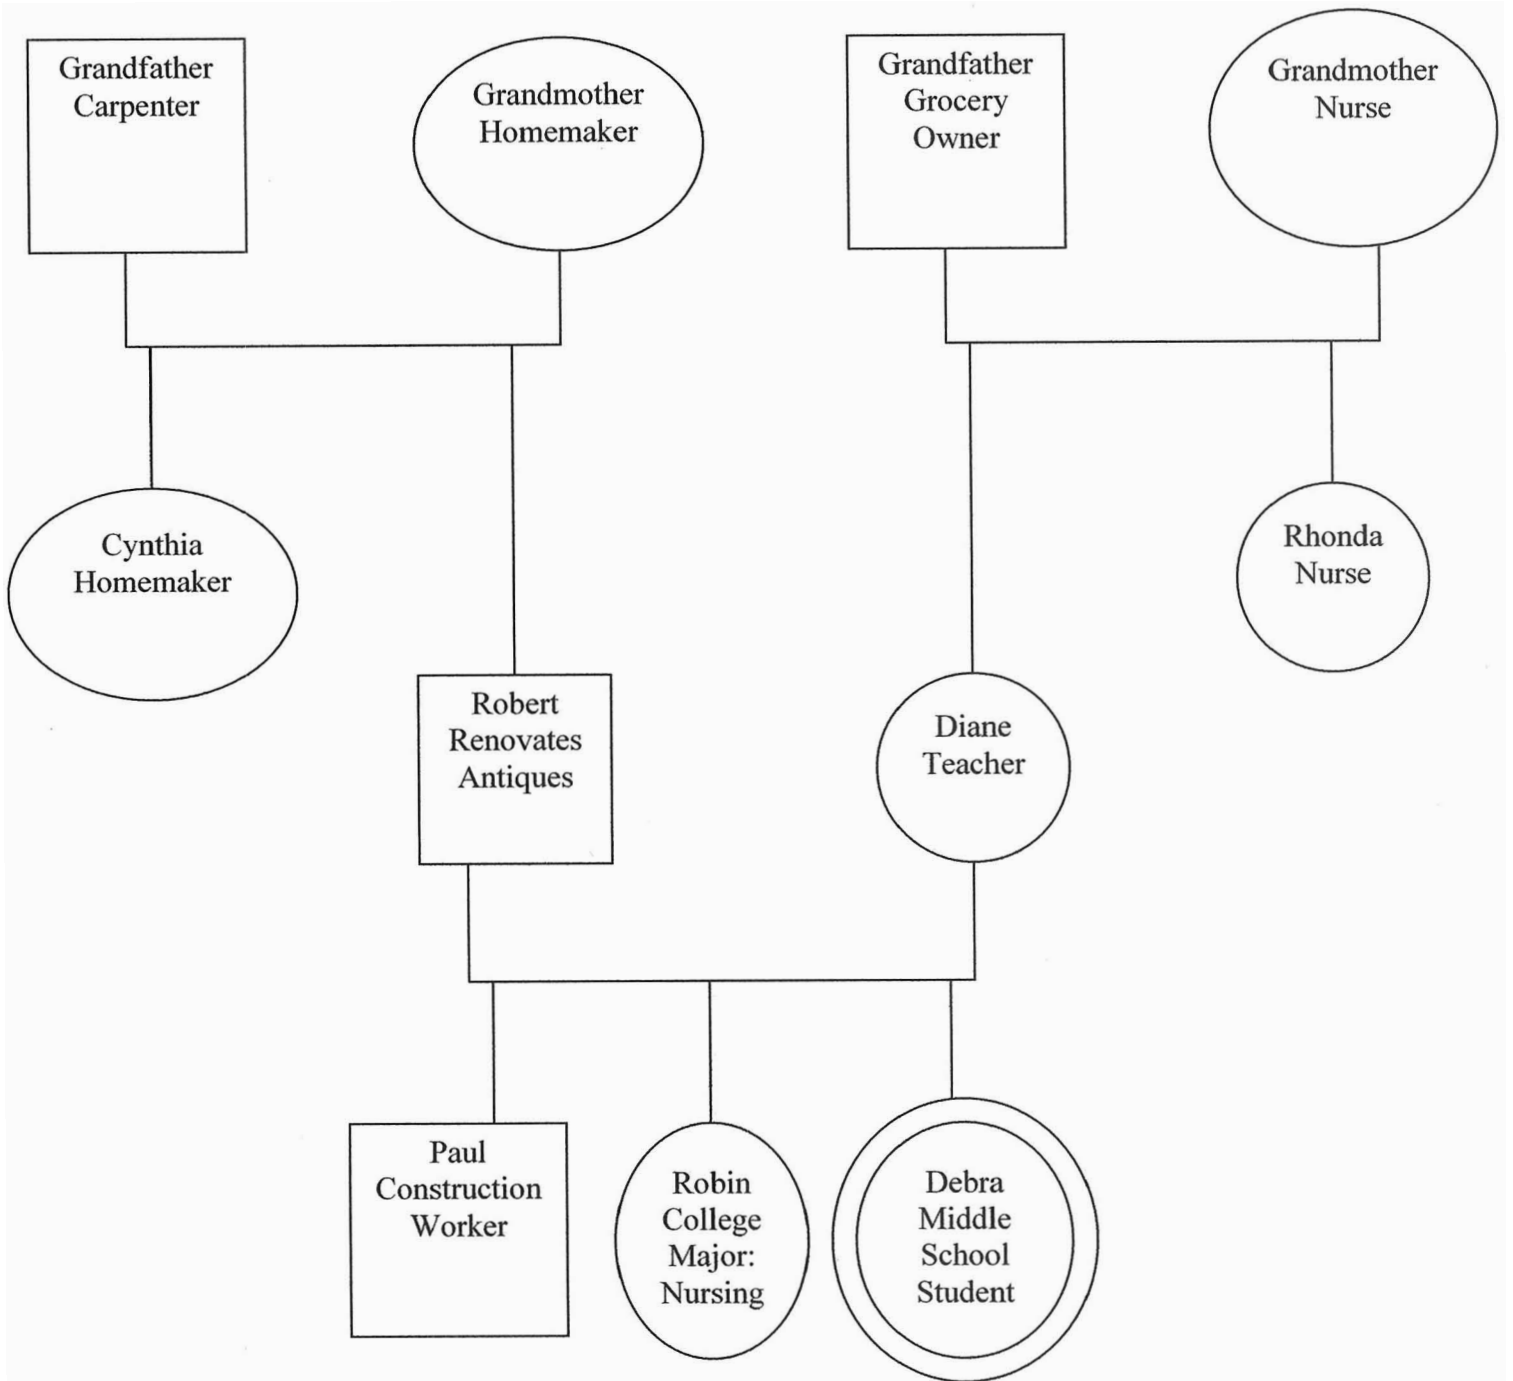 Grandfather
Carpenter
Grandmother
Homemaker
Grandfather
Grocery
Owner
Grandmother
Nurse
Cynthia
Homemaker
Rhonda
Nurse
Robert
Renovates
Antiques
Diane
Teacher
Paul
Construction
Worker
Robin
College
Major:
Nursing
Debra
Middle
School
Student